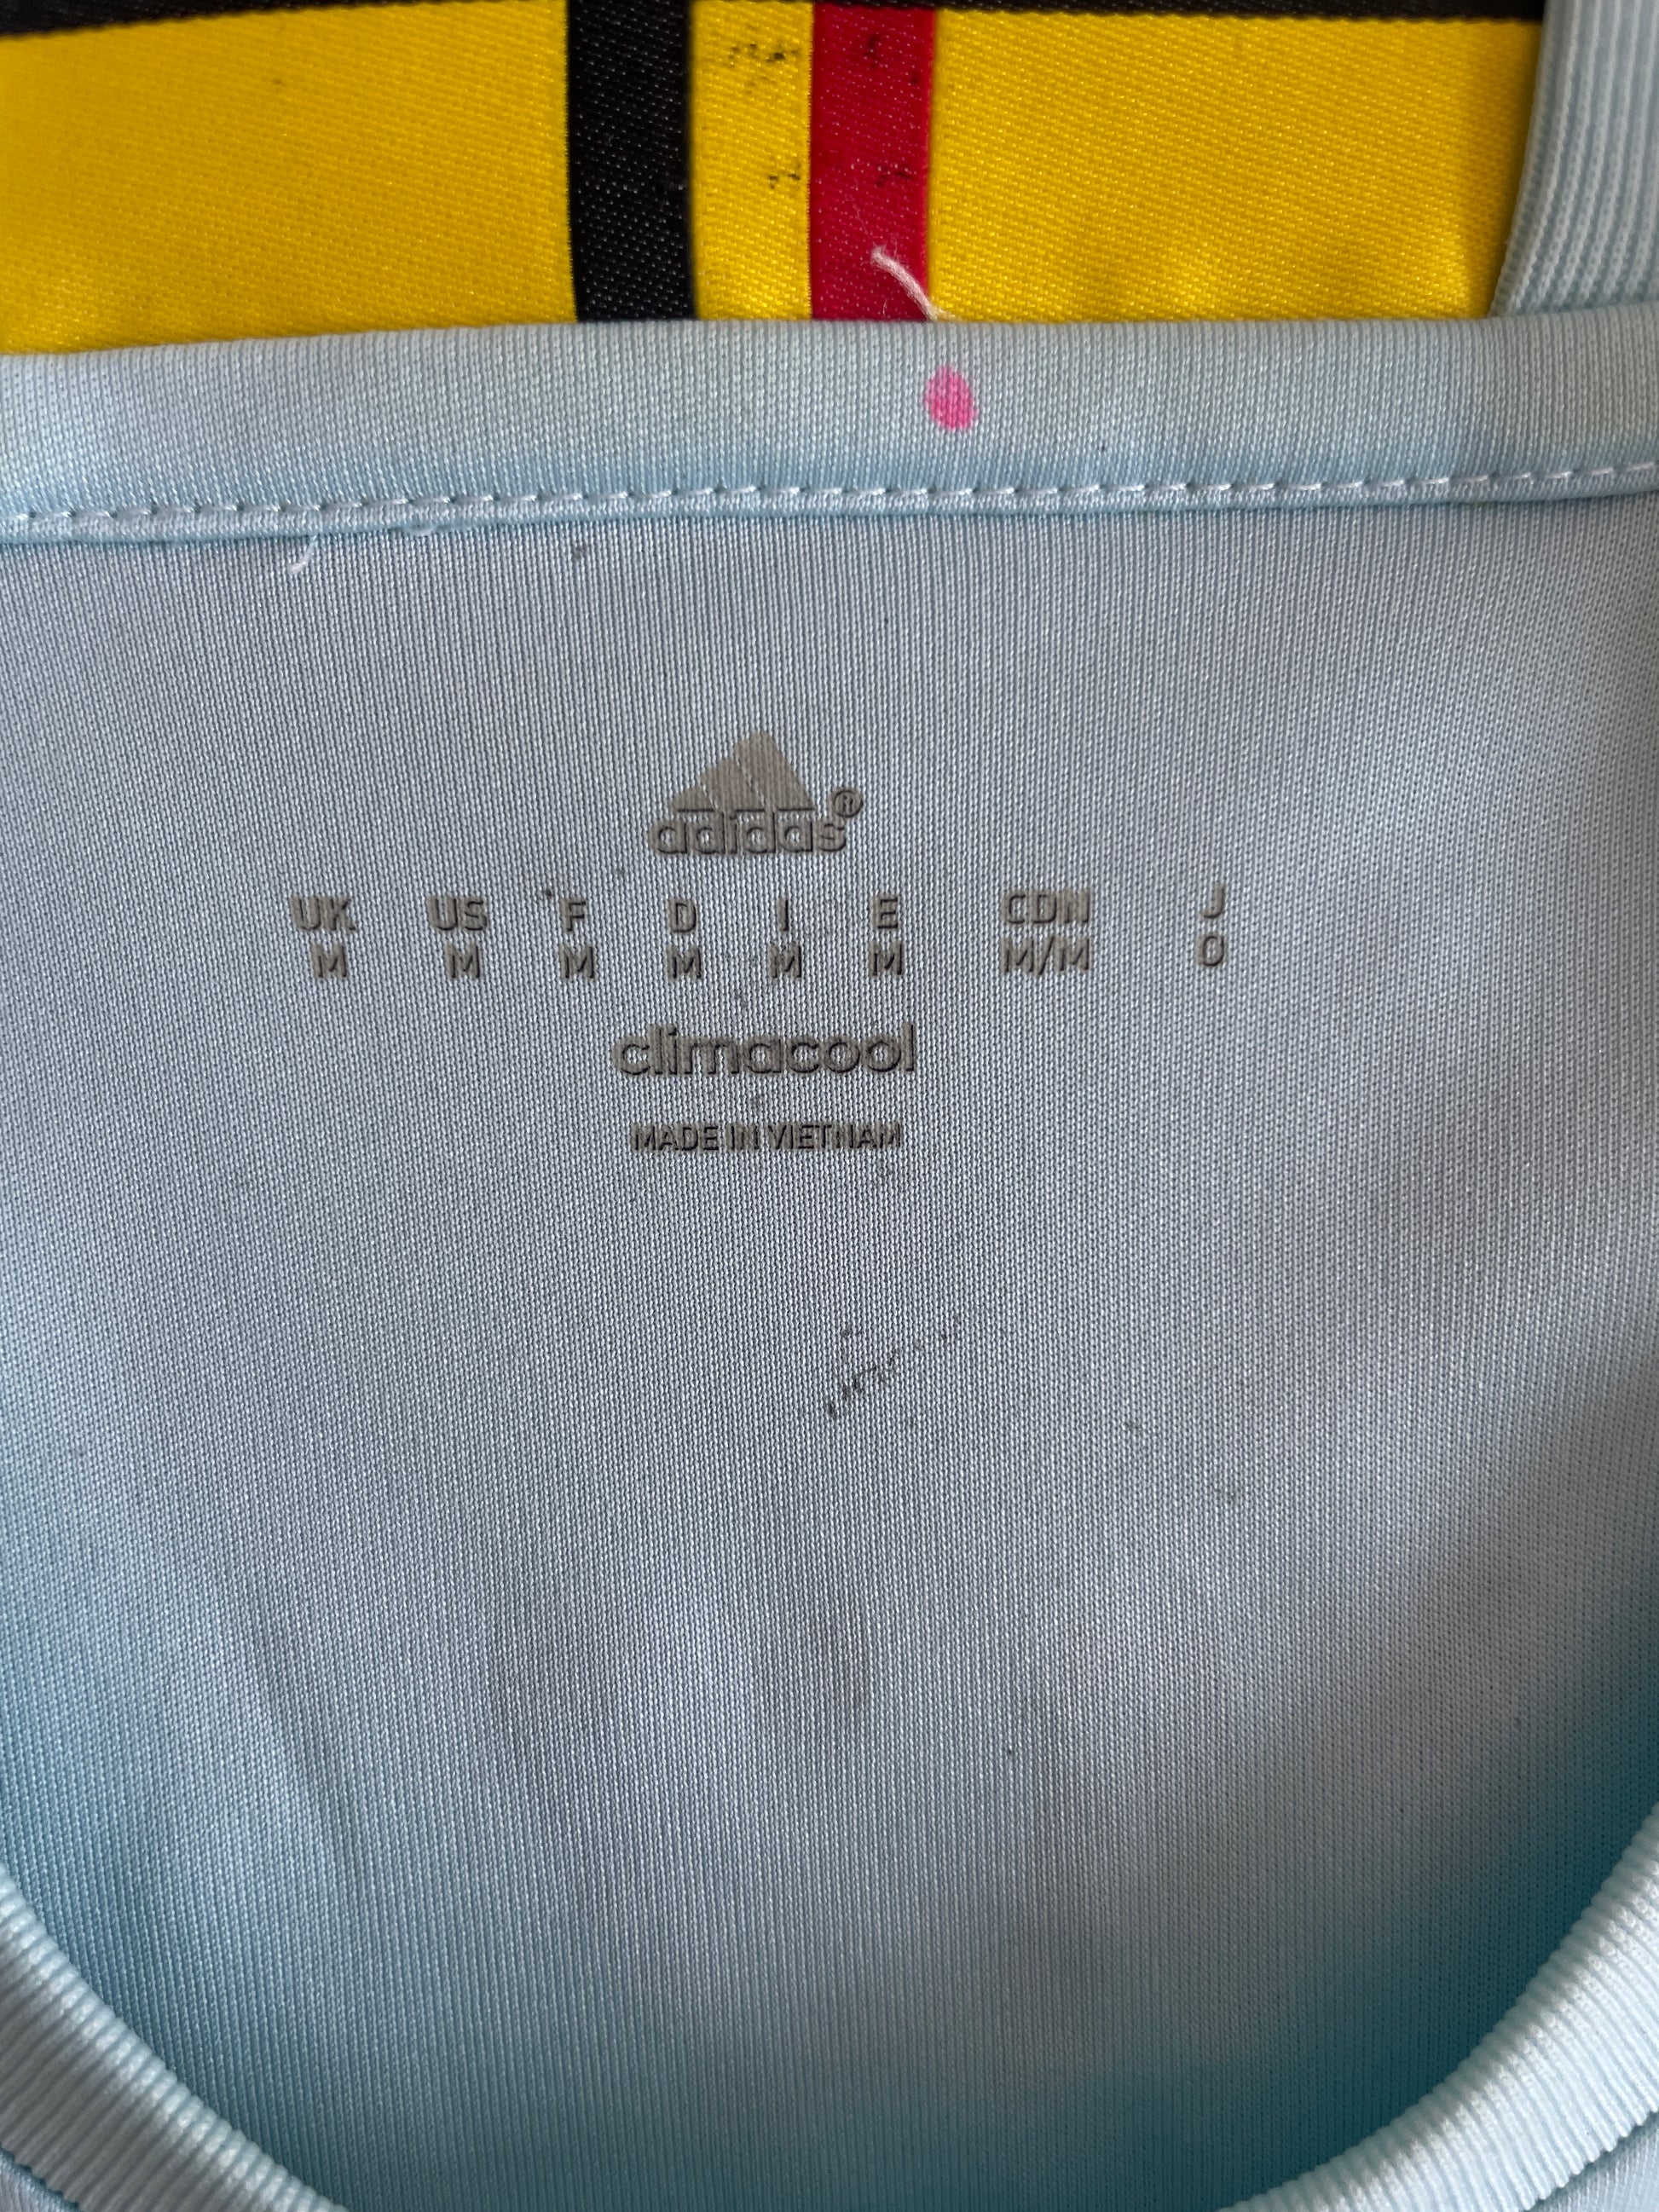 adidas®
UK US F D I E CDN J
M M M M M M M/M O
climacool
MADE IN VIETNAM